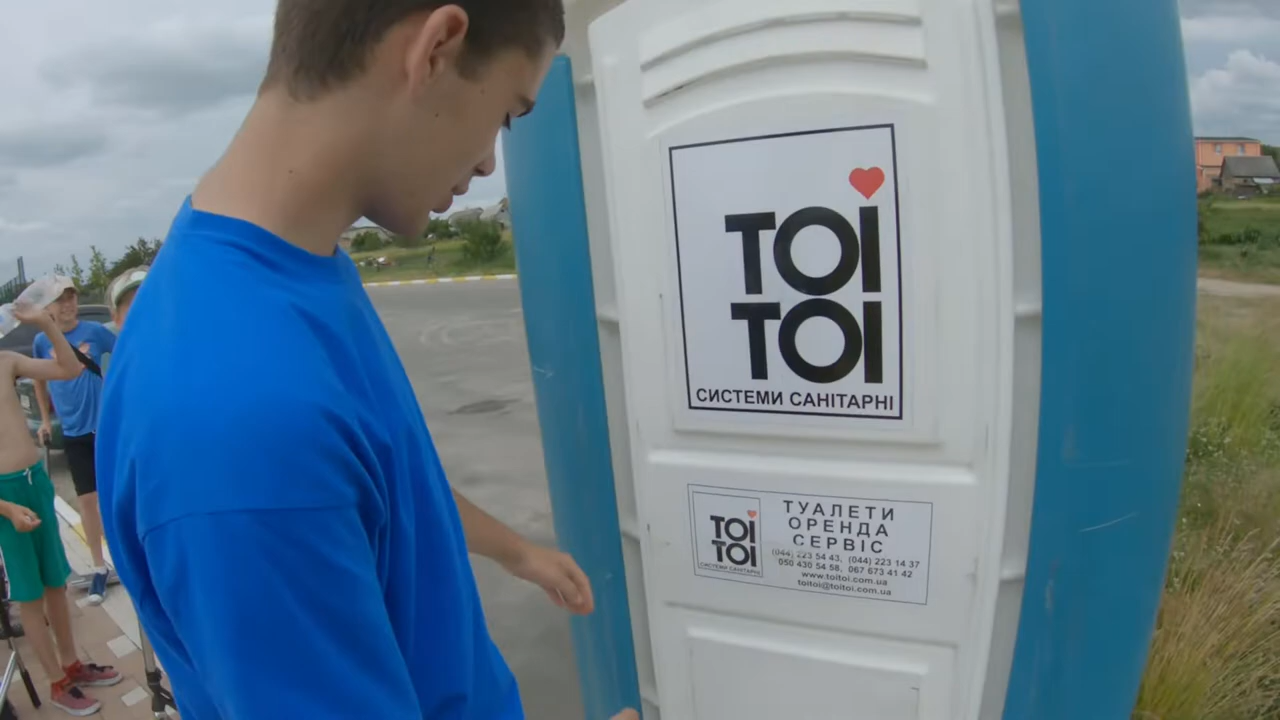 TOI
TOI
СИСТЕМИ САНІТАРНІ
TOI
TOI
СИСТЕМИ САНІТАРНІ
ТУАЛЕТИ
ОРЕНДА
СЕРВІС
(044) 223 54 43, (044) 223 14 37
050 430 54 58, 067 673 41 42
www.toitoi.com.ua
toitoi@toitoi.com.ua